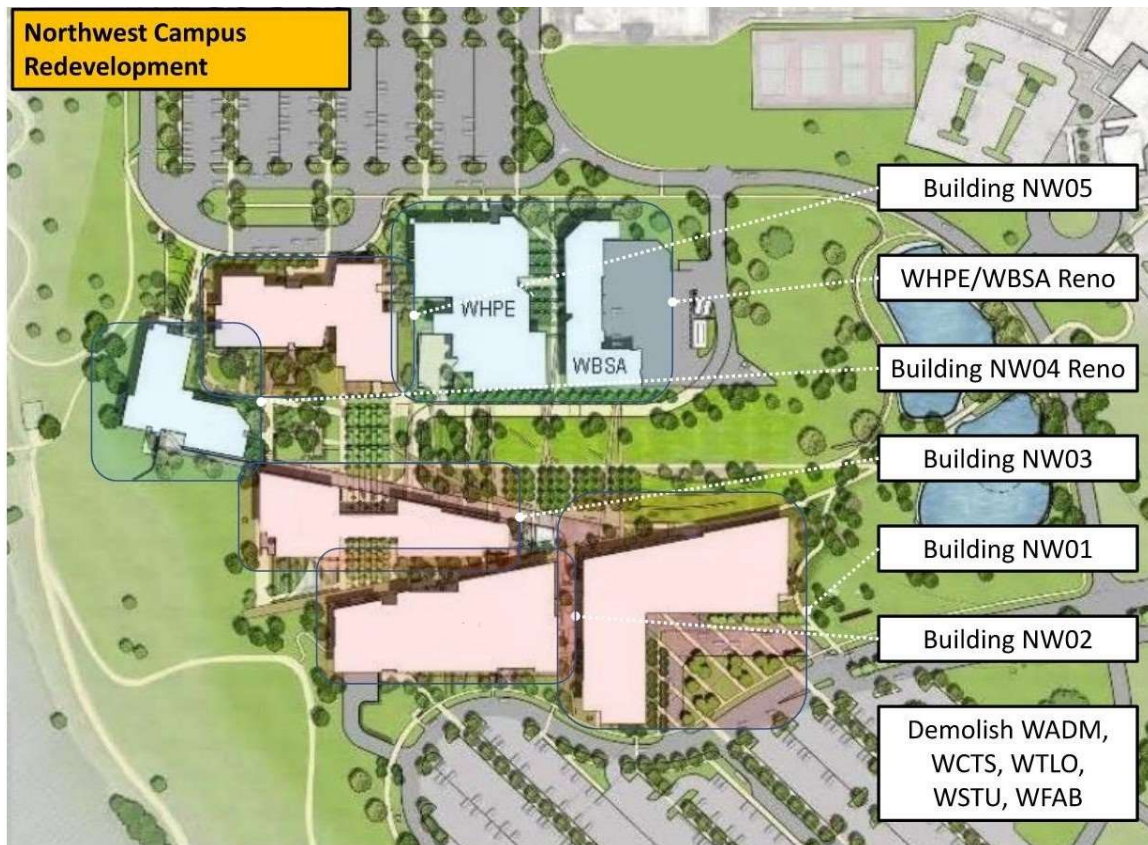 Northwest Campus
Redevelopment
Building NW05
WHPE/WBSA Reno
WHPE
Building NW04 Reno
WBSA
Building NW03
Building NW01
Building NW02
Demolish WADM,
WCTS, WTLO,
WSTU, WFAB